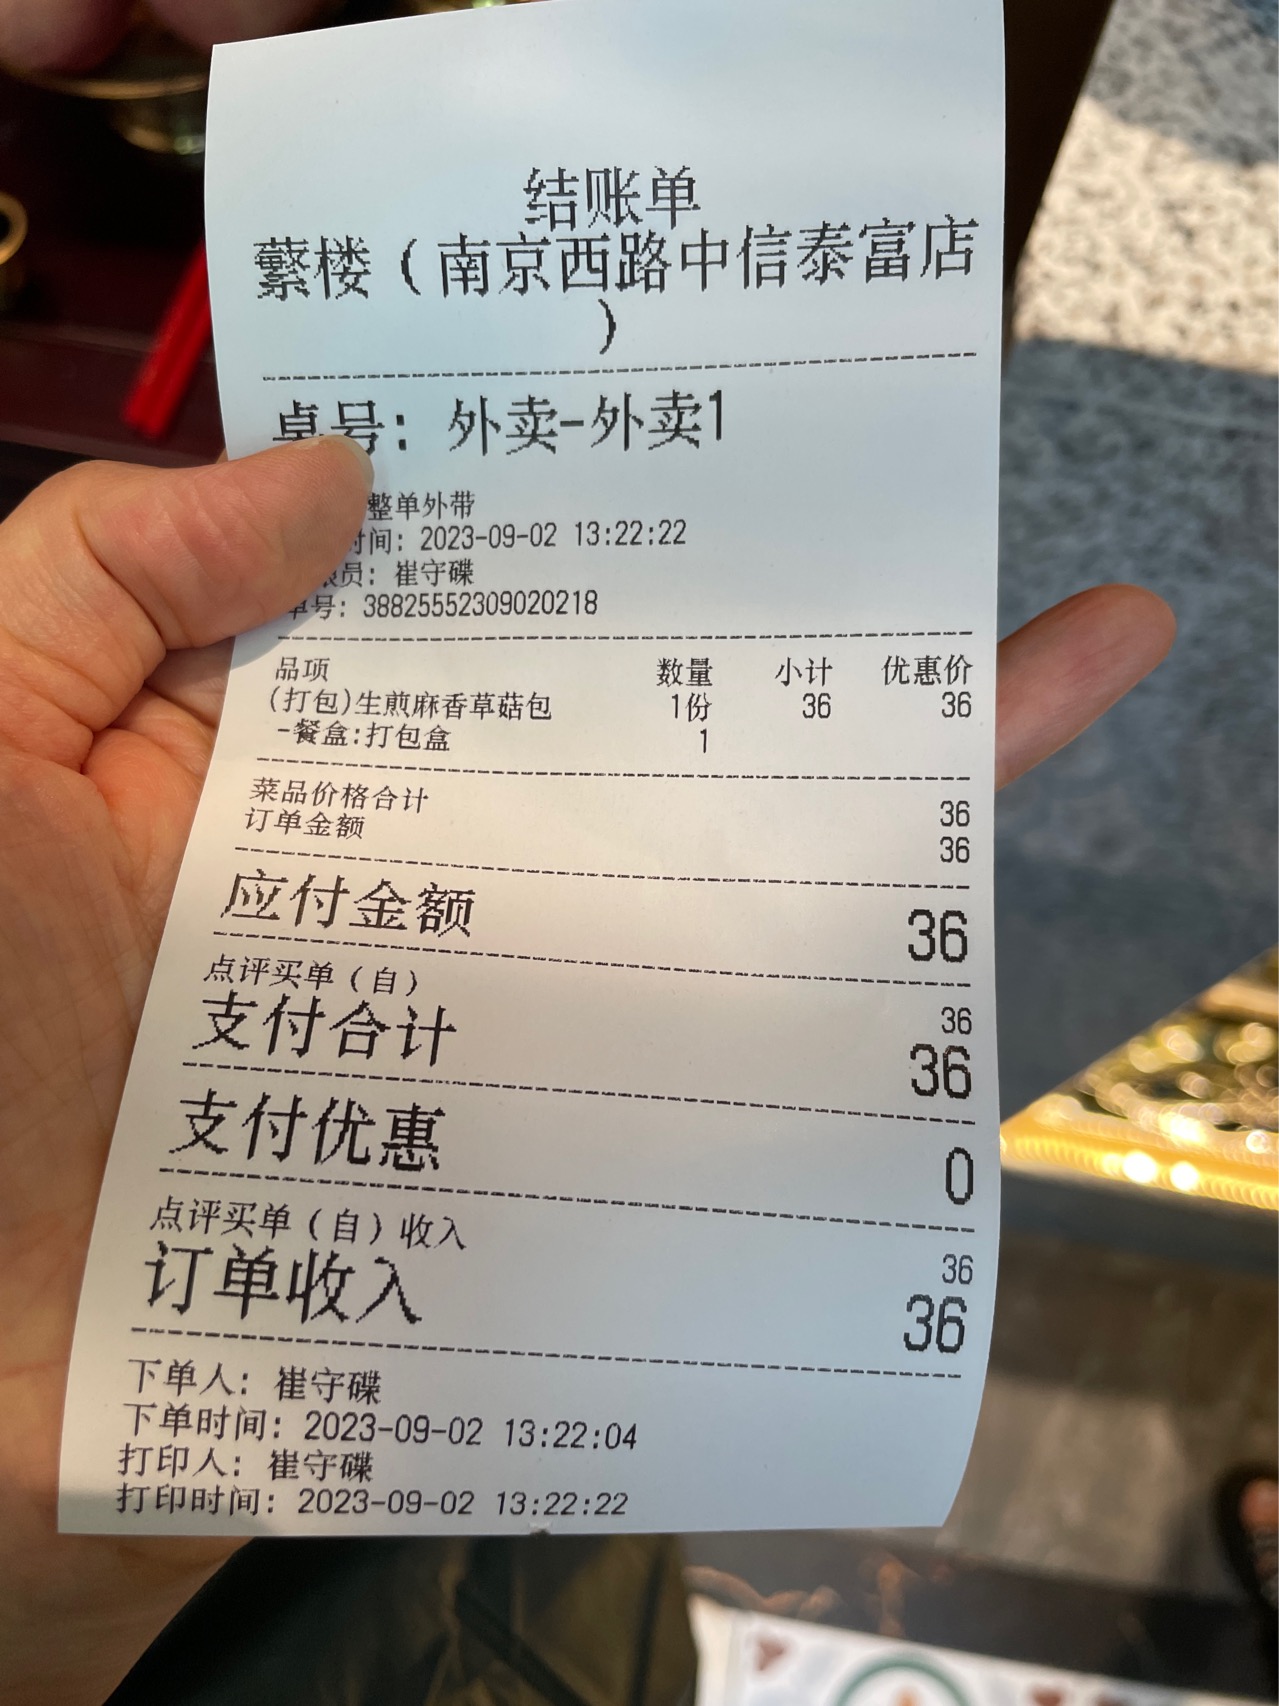 结账单
蘩楼（南京西路中信泰富店
）
桌号：外卖-外卖1
整单外带
时间：2023-09-02 13:22:22
员：崔守碟
单号：38825552309020218
品项 数量 小计 优惠价
(打包)生煎麻香草菇包 1份 36 36
-餐盒:打包盒 1
菜品价格合计 36
订单金额 36
应付金额 36
点评买单（自） 36
支付合计 36
支付优惠 0
点评买单（自）收入 36
订单收入 36
下单人：崔守碟
下单时间：2023-09-02 13:22:04
打印人：崔守碟
打印时间：2023-09-02 13:22:22